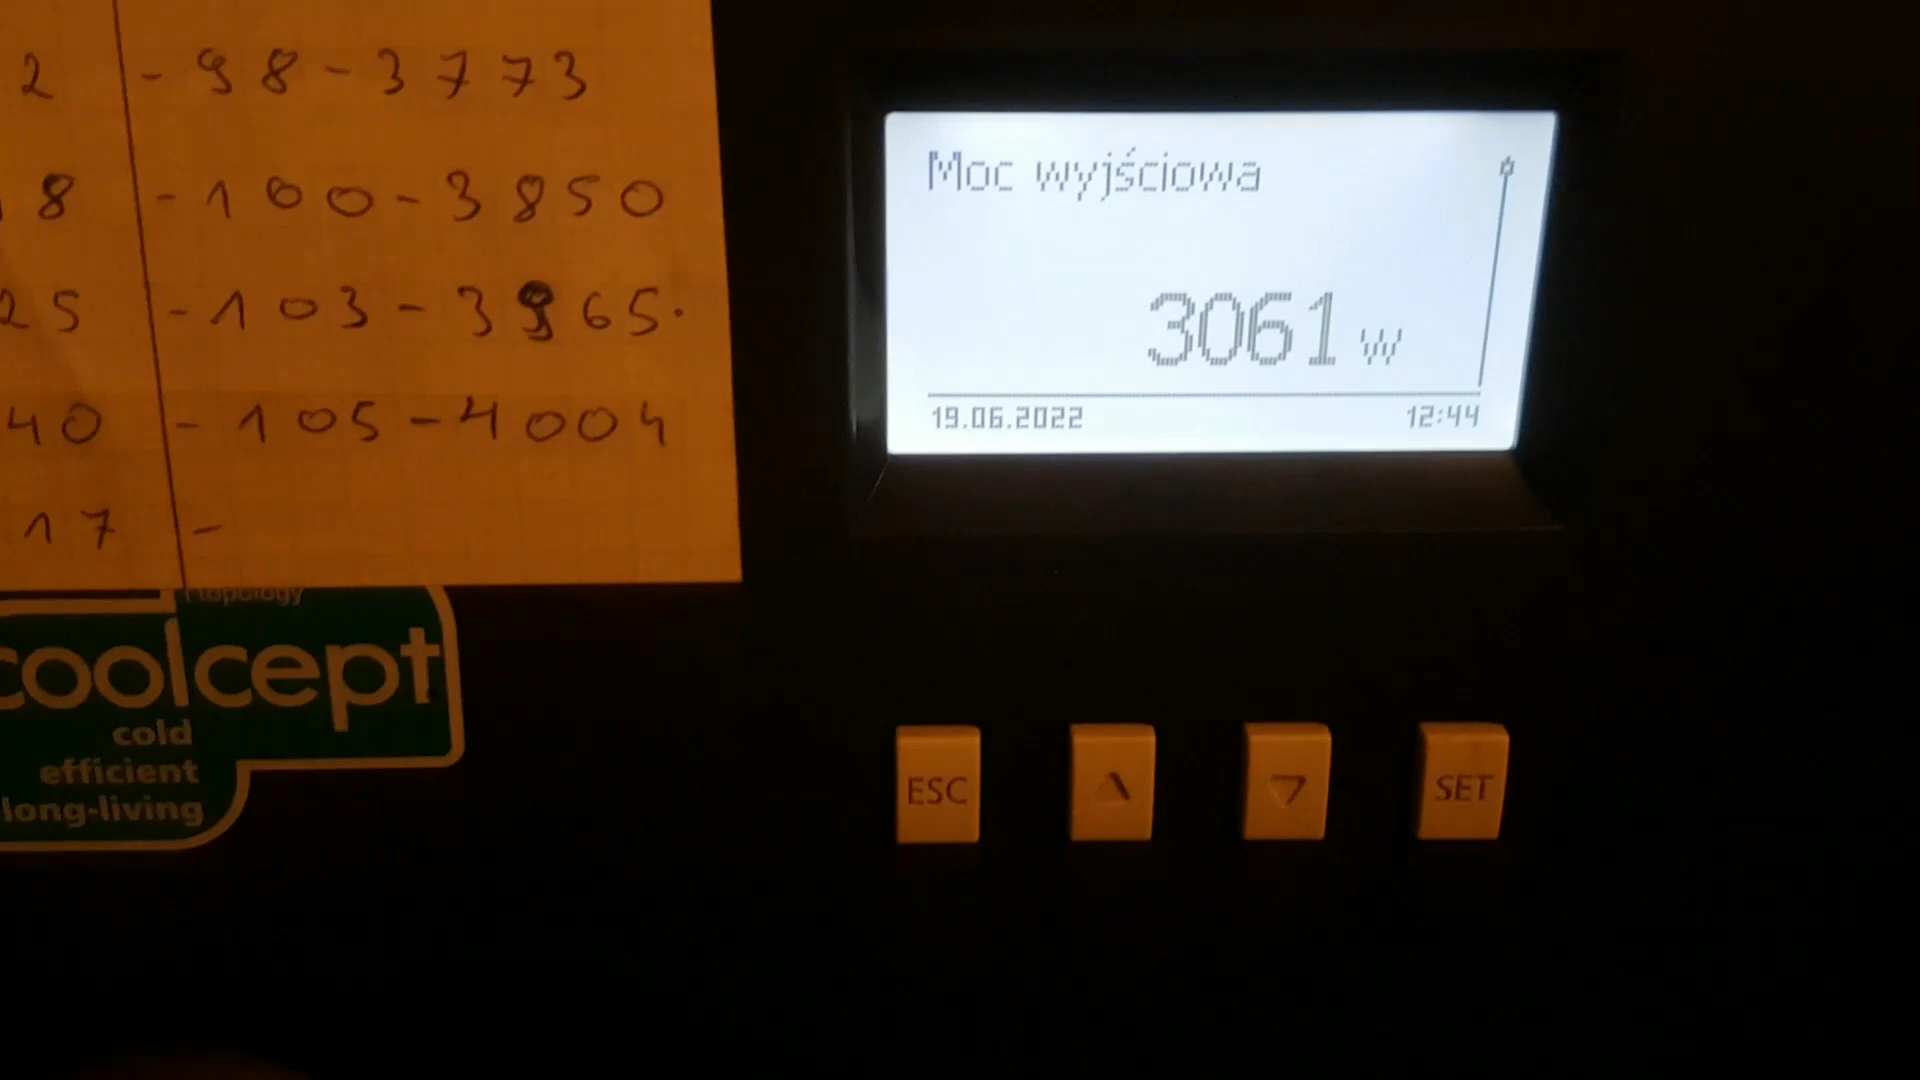 2 - 98 - 3773
8 - 100 - 3850
25 - 103 - 3965.
40 - 105 - 4004
17 -
Moc wyjściowa
3061 W
19.06.2022 12:44
topology
coolcept
cold
efficient
long-living
ESC SET